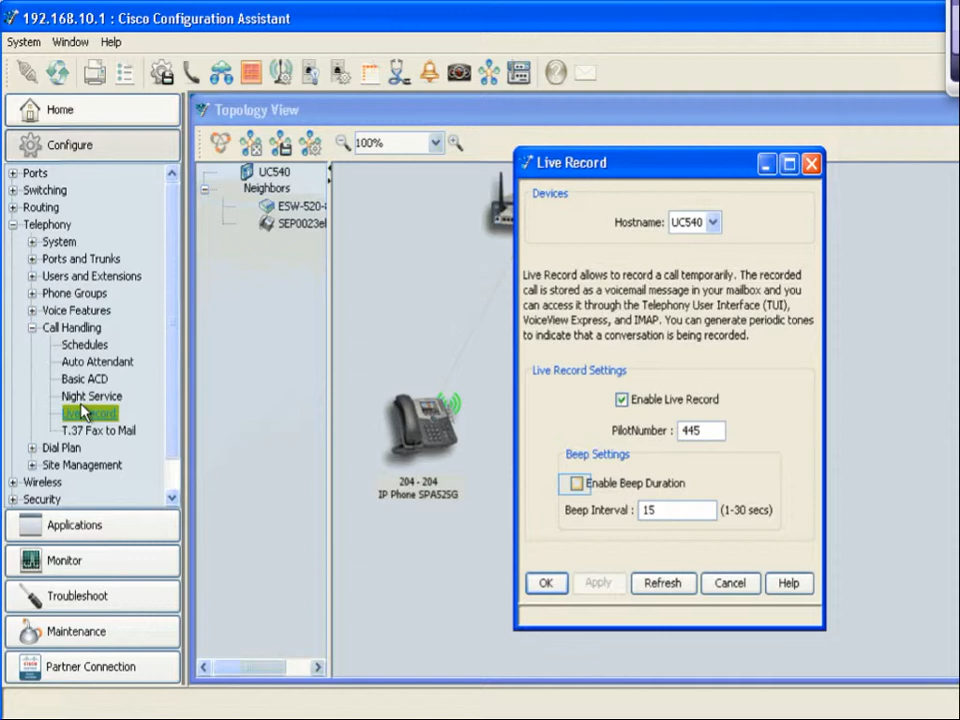 192.168.10.1 : Cisco Configuration Assistant
System Window Help
Home
Configure
Ports
Switching
Routing
Telephony
System
Ports and Trunks
Users and Extensions
Phone Groups
Voice Features
Call Handling
Schedules
Auto Attendant
Basic ACD
Night Service
Live Record
T.37 Fax to Mail
Dial Plan
Site Management
Wireless
Security
Applications
Monitor
Troubleshoot
Maintenance
Partner Connection
Topology View
100%
UC540
Neighbors
ESW-520-
SEP0023e
204 - 204
IP Phone SPA525G
Live Record
Devices
Hostname: UC540
Live Record allows to record a call temporarily. The recorded
call is stored as a voicemail message in your mailbox and you
can access it through the Telephony User Interface (TUI),
VoiceView Express, and IMAP. You can generate periodic tones
to indicate that a conversation is being recorded.
Live Record Settings
Enable Live Record
PilotNumber : 445
Beep Settings
Enable Beep Duration
Beep Interval : 15 (1-30 secs)
OK Apply Refresh Cancel Help